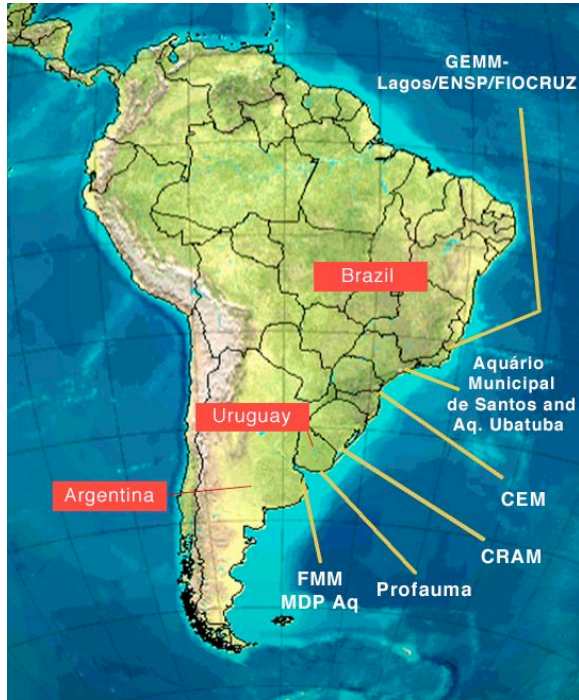 GEMM-
Lagos/ENSP/FIOCRUZ
Brazil
Aquário
Municipal
de Santos and
Aq. Ubatuba
Uruguay
Argentina
CEM
CRAM
FMM
MDP Aq
Profauma